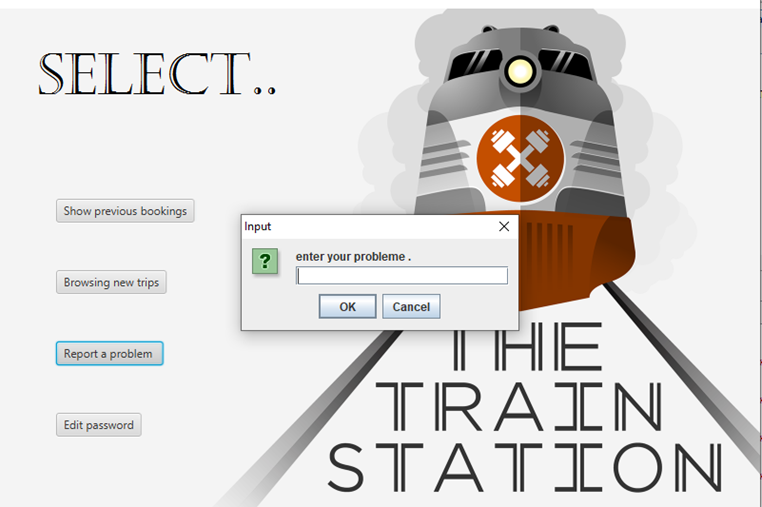 SELECT..
Show previous bookings
Browsing new trips
Report a problem
Edit password
Input
?
enter your probleme .
OK
Cancel
THE
TRAIN
STATION